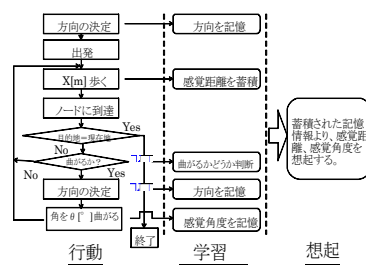 方向の決定
方向を記憶
出発
X[m] 歩く
感覚距離を蓄積
ノードに到達
Yes
目的地=現在地
No
曲がるか?
曲がるかどうか判断
No
Yes
方向の決定
方向を記憶
角を θ [°]曲がる
感覚角度を記憶
終了
蓄積された記憶
情報より、感覚距
離、感覚角度を
想起する。
行動
学習
想起